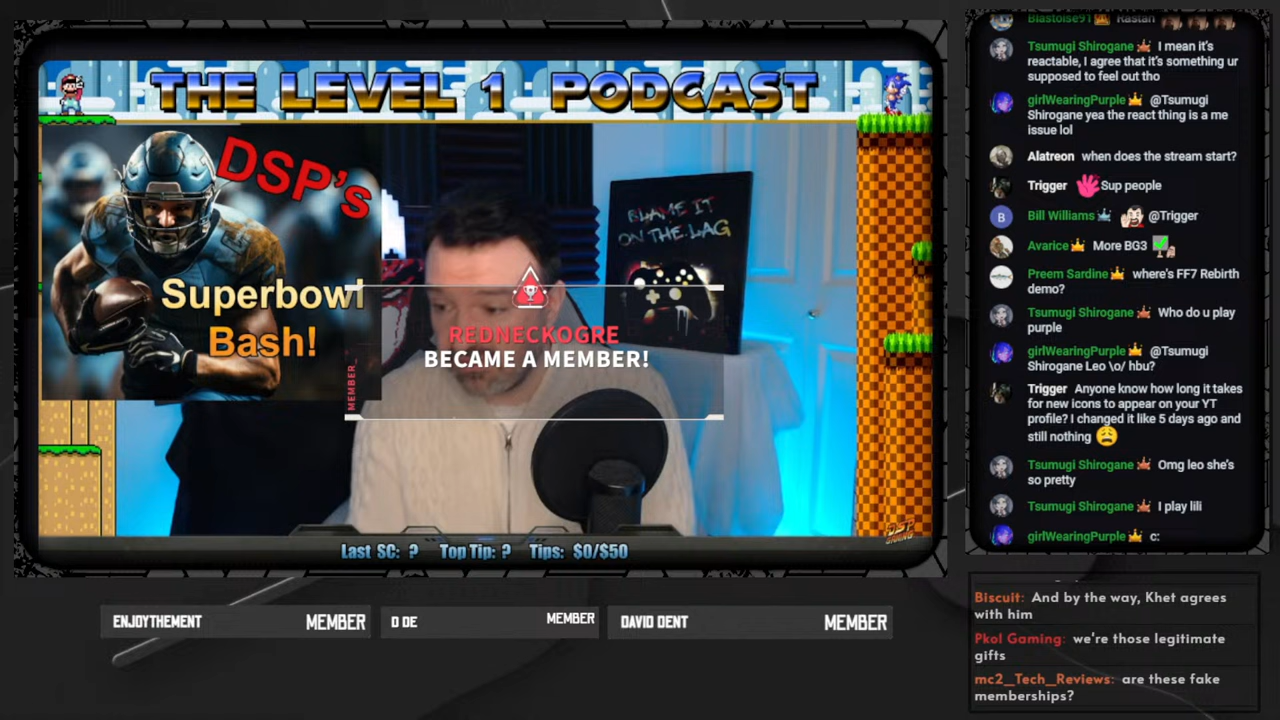 THE LEVEL 1 PODCAST
DSP's
Superbowl
Bash!
BLAME IT
ON THE LAG
REDNECKOGRE
BECAME A MEMBER!
MEMBER
DSP
GAMING
Last SC: ? Top Tip: ? Tips: $0/$50
ENJOYTHEMENT MEMBER
D DE MEMBER
DAVID DENT MEMBER
Blastoise91 Rastan
Tsumugi Shirogane I mean it's
reactable, I agree that it's something ur
supposed to feel out tho
girlWearingPurple @Tsumugi
Shirogane yea the react thing is a me
issue lol
Alatreon when does the stream start?
Trigger Sup people
Bill Williams @Trigger
Avarice More BG3
Preem Sardine where's FF7 Rebirth
demo?
Tsumugi Shirogane Who do u play
purple
girlWearingPurple @Tsumugi
Shirogane Leo \o/ hbu?
Trigger Anyone know how long it takes
for new icons to appear on your YT
profile? I changed it like 5 days ago and
still nothing
Tsumugi Shirogane Omg leo she's
so pretty
Tsumugi Shirogane I play lili
girlWearingPurple c:
Biscuit: And by the way, Khet agrees
with him
Pkol Gaming: we're those legitimate
gifts
mc2_Tech_Reviews: are these fake
memberships?